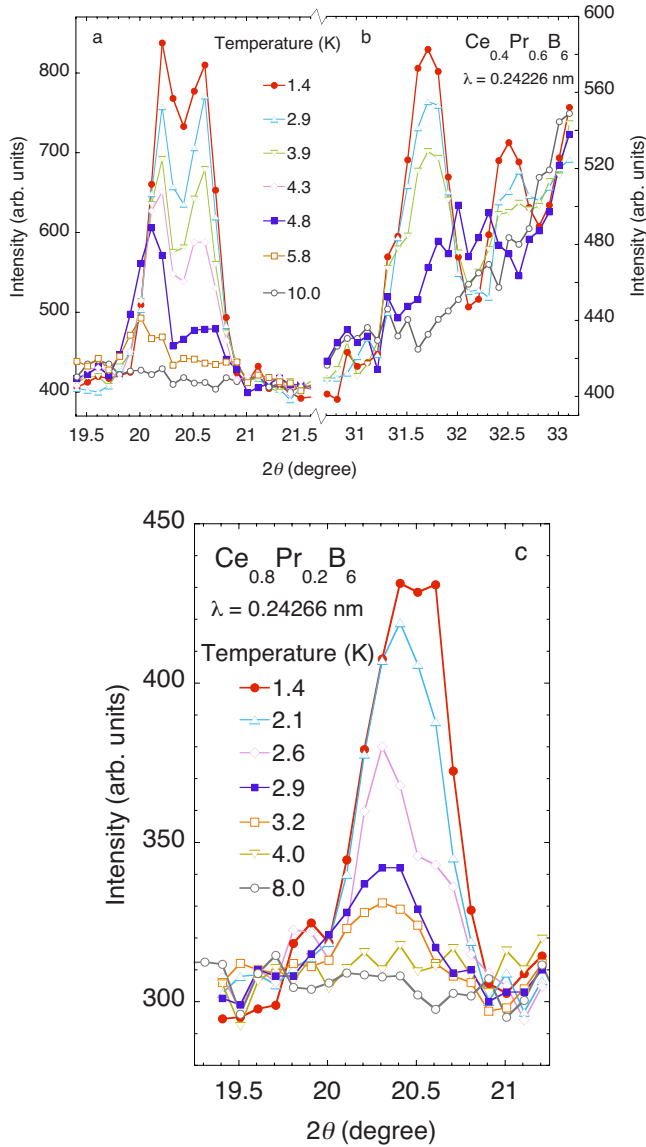 a
Temperature (K)
1.4
2.9
3.9
4.3
4.8
5.8
10.0
b
Ce0.4Pr0.6B6
λ = 0.24226 nm
Intensity (arb. units)
800
700
600
500
400
600
560
520
480
440
400
Intensity (arb. units)
19.5 20 20.5 21 21.5 31 31.5 32 32.5 33
2θ (degree) 2θ (degree)
450
400
350
300
Intensity (arb. units)
Ce0.8Pr0.2B6
c
λ = 0.24266 nm
Temperature (K)
1.4
2.1
2.6
2.9
3.2
4.0
8.0
19.5 20 20.5 21
2θ (degree)